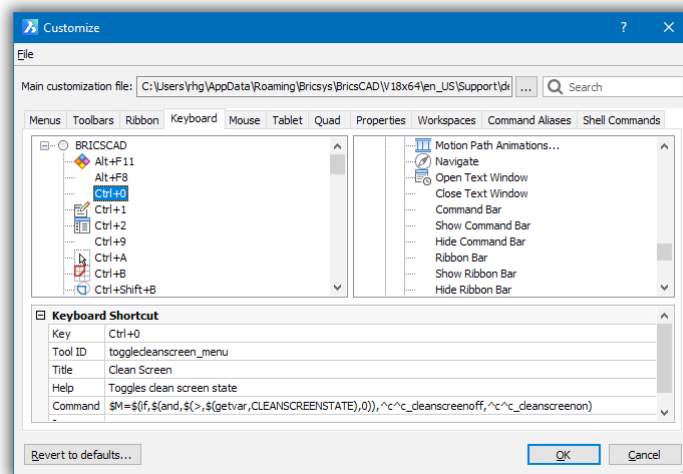 Customize
File
Main customization file: C:\Users\rhg\AppData\Roaming\Bricsys\BricsCAD\V18x64\en_US\Support\de ... Search
Menus Toolbars Ribbon Keyboard Mouse Tablet Quad Properties Workspaces Command Aliases Shell Commands
BRICSCAD
Alt+F11
Alt+F8
Ctrl+0
Ctrl+1
Ctrl+2
Ctrl+9
Ctrl+A
Ctrl+B
Ctrl+Shift+B
Motion Path Animations...
Navigate
Open Text Window
Close Text Window
Command Bar
Show Command Bar
Hide Command Bar
Ribbon Bar
Show Ribbon Bar
Hide Ribbon Bar
Keyboard Shortcut
Key Ctrl+0
Tool ID togglecleanscreen_menu
Title Clean Screen
Help Toggles clean screen state
Command $M=$(if,$(and,$(>,$(getvar,CLEANSCREENSTATE),0)),^c^c_cleanscreenoff,^c^c_cleanscreenon)
Revert to defaults... OK Cancel